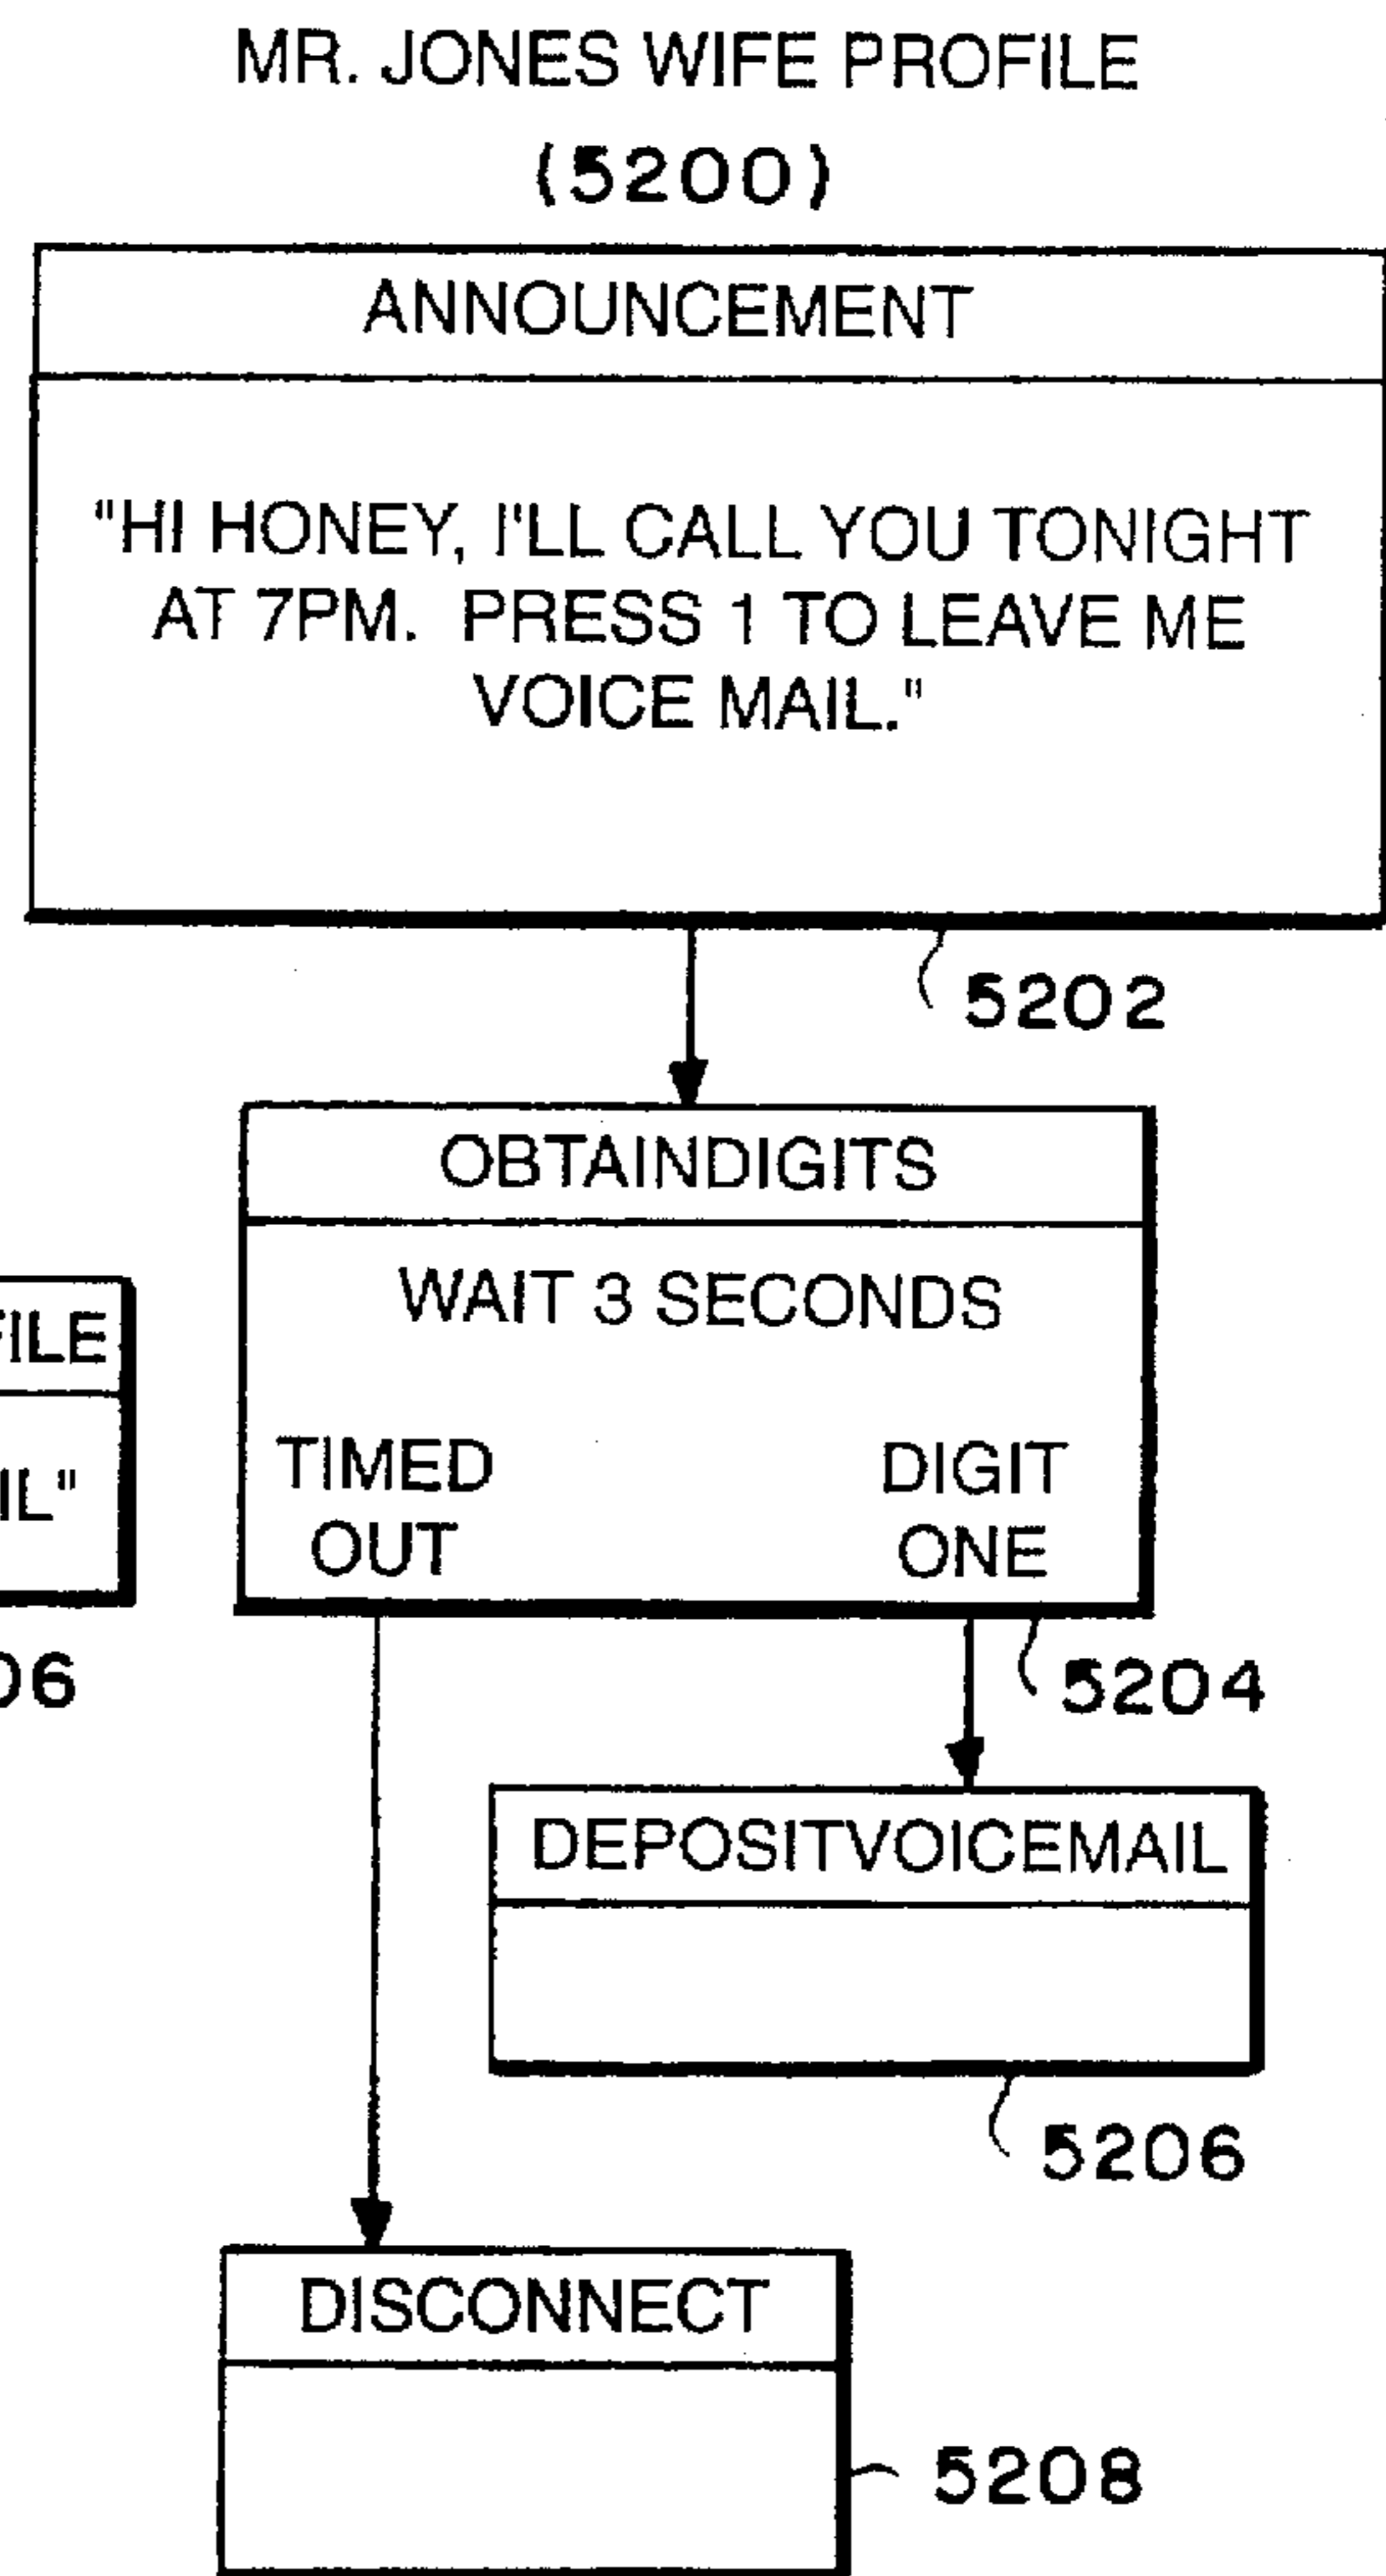 MR. JONES WIFE PROFILE
(5200)
ANNOUNCEMENT
"HI HONEY, I'LL CALL YOU TONIGHT
AT 7PM. PRESS 1 TO LEAVE ME
VOICE MAIL."
5202
OBTAINDIGITS
WAIT 3 SECONDS
TIMED
OUT
DIGIT
ONE
5204
DEPOSITVOICEMAIL
5206
DISCONNECT
5208